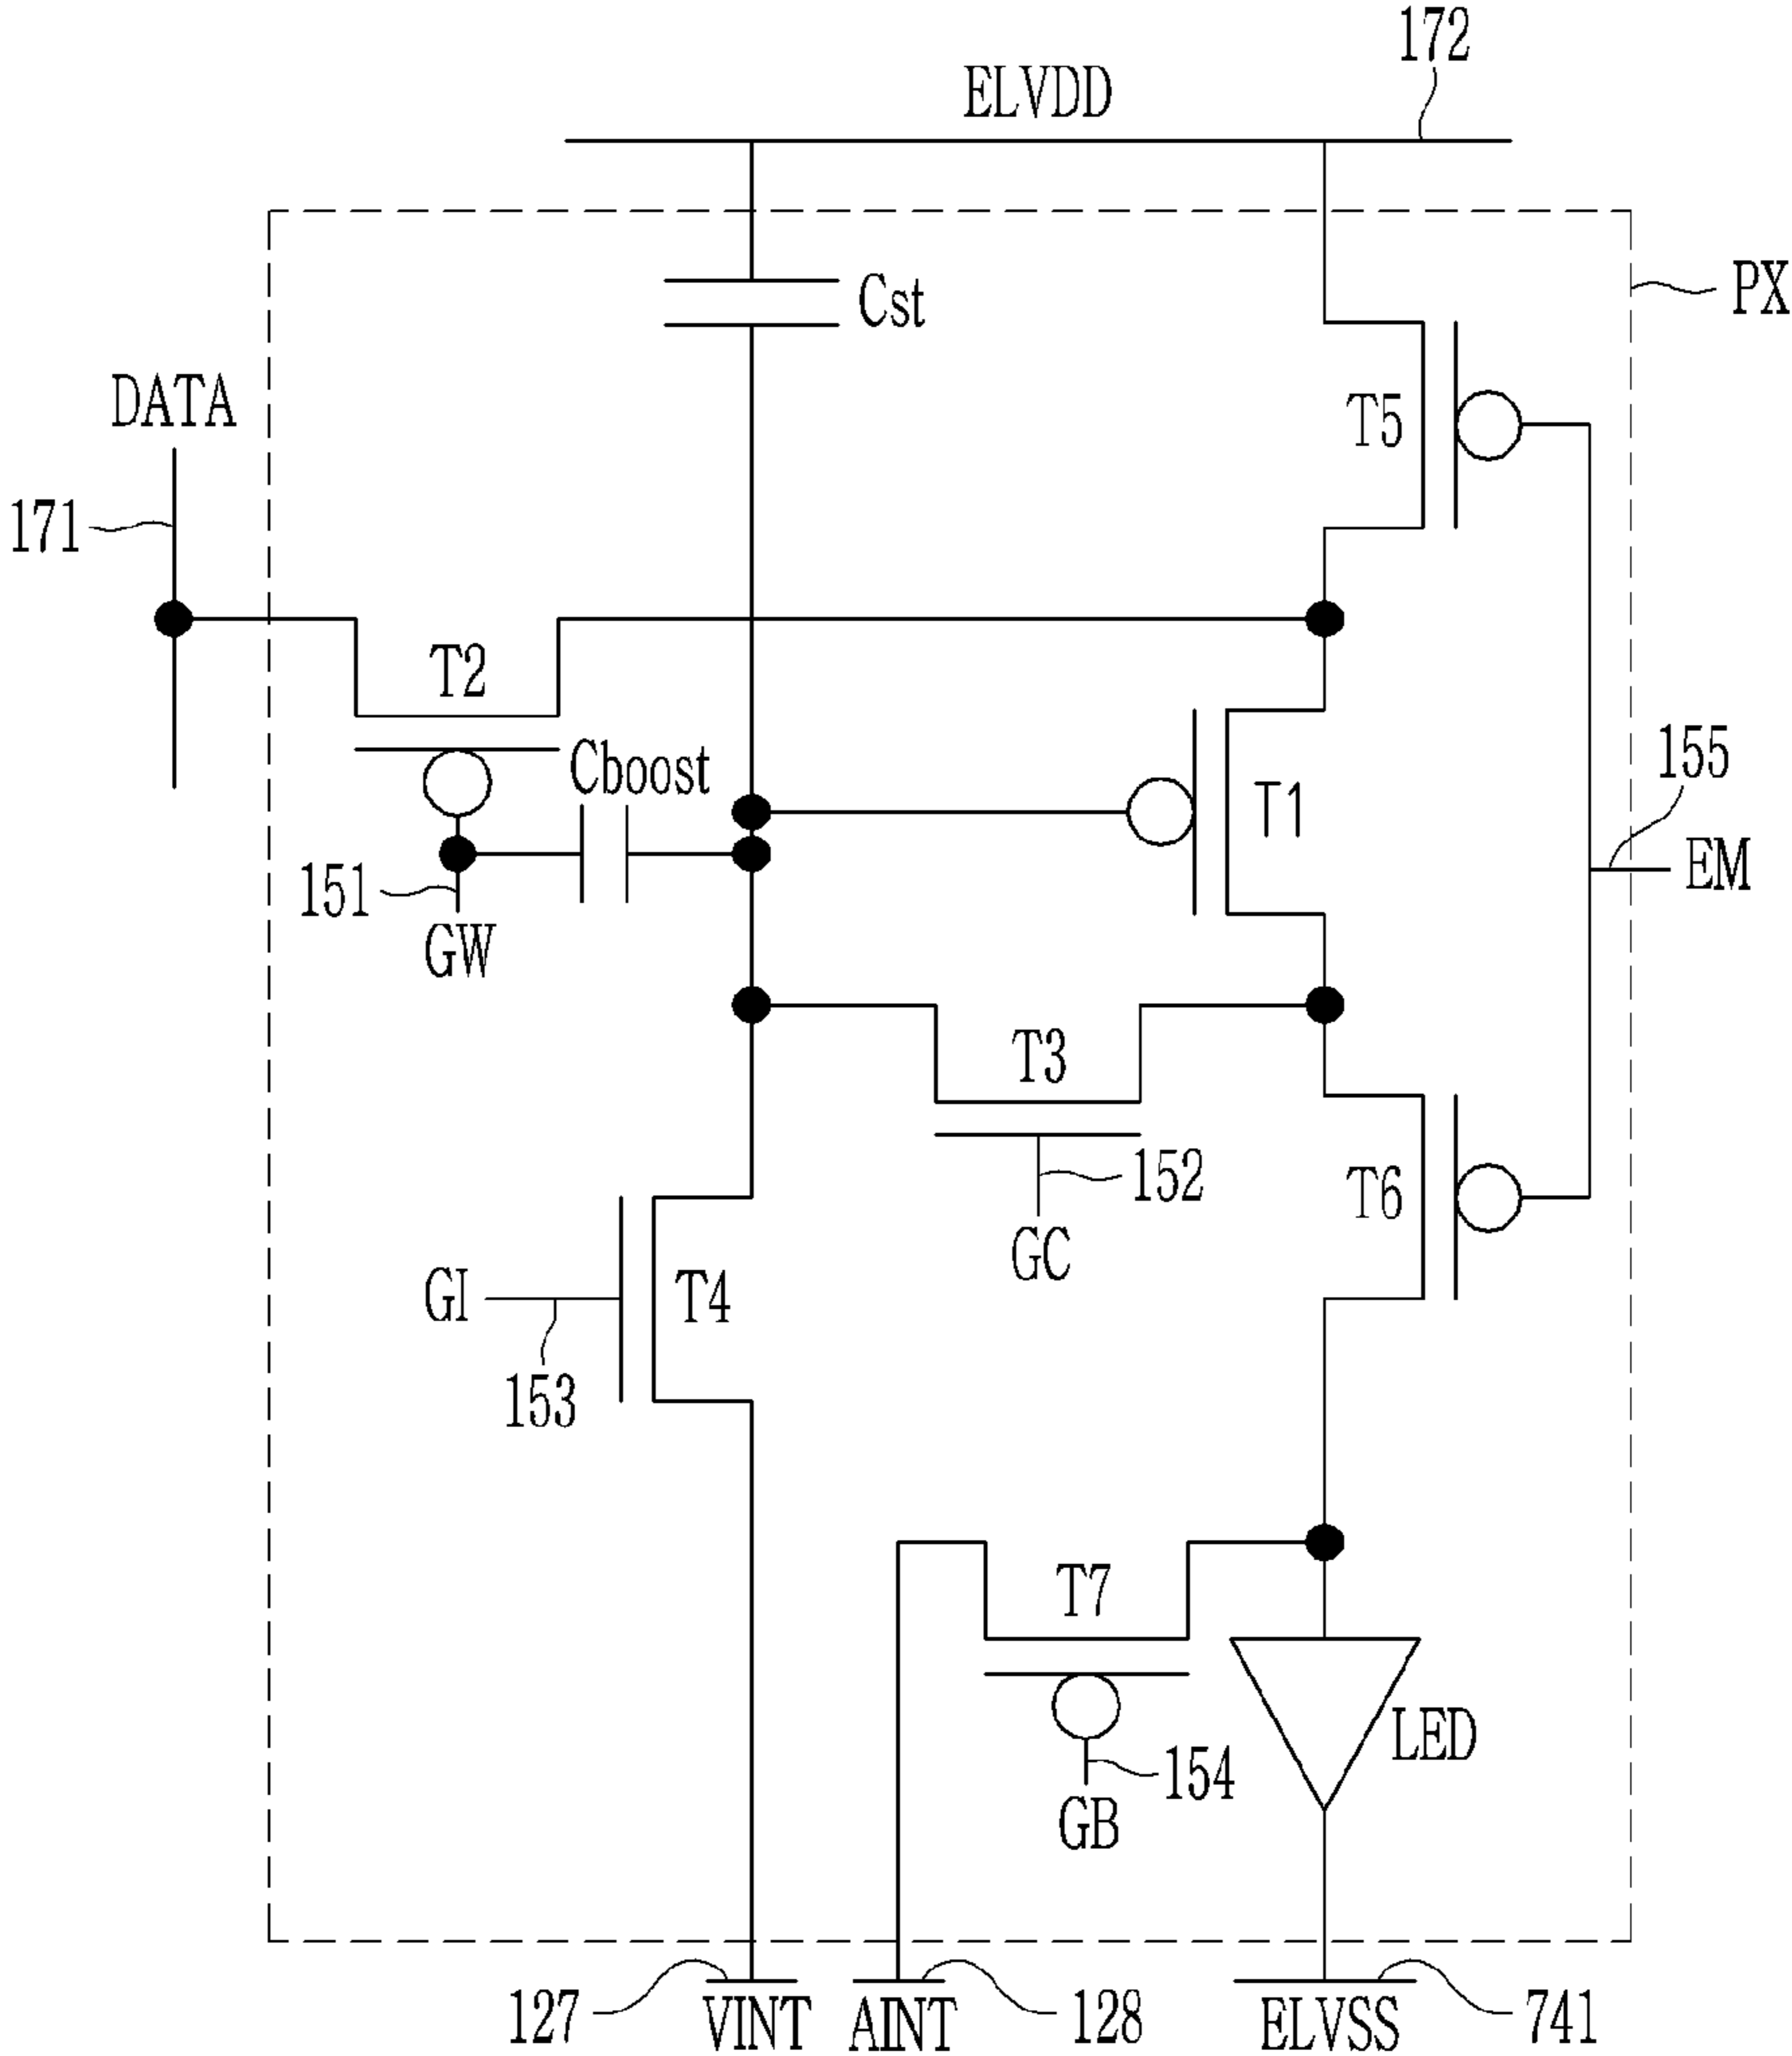 172
ELVDD
PX
Cst
DATA
T5
171
T2
Cboost
T1
155
EM
151
GW
T3
152
GC
T6
GI
T4
153
T7
LED
154
GB
127
VINT
AINT
128
ELVSS
741